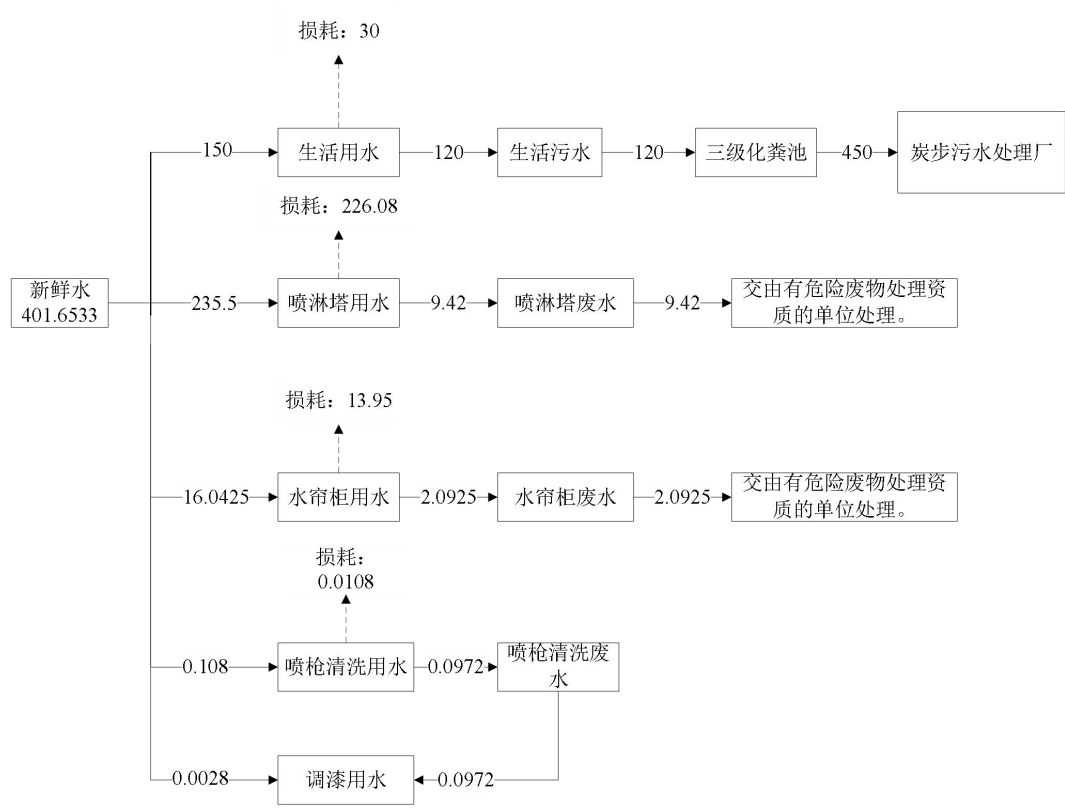 损耗：30
150
生活用水
120
生活污水
120
三级化粪池
450
炭步污水处理厂
损耗：226.08
新鲜水
401.6533
235.5
喷淋塔用水
9.42
喷淋塔废水
9.42
交由有危险废物处理资
质的单位处理。
损耗：13.95
16.0425
水帘柜用水
2.0925
水帘柜废水
2.0925
交由有危险废物处理资
质的单位处理。
损耗：
0.0108
0.108
喷枪清洗用水
0.0972
喷枪清洗废
水
0.0028
调漆用水
0.0972